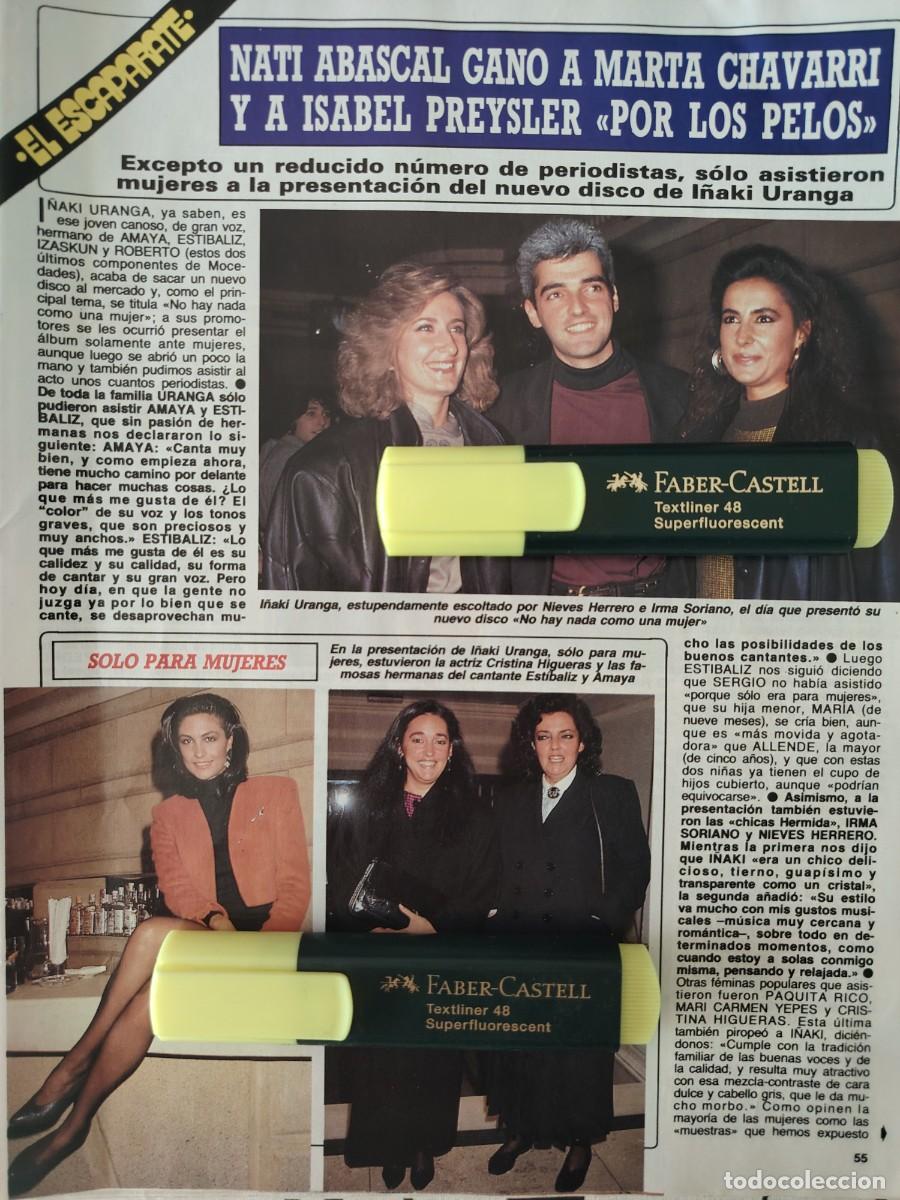 ·EL ESCAPARATE·
NATI ABASCAL GANO A MARTA CHAVARRI
Y A ISABEL PREYSLER «POR LOS PELOS»
Excepto un reducido número de periodistas, sólo asistieron
mujeres a la presentación del nuevo disco de Iñaki Uranga
IÑAKI URANGA, ya saben, es
ese joven canoso, de gran voz,
hermano de AMAYA, ESTIBALIZ,
IZASKUN y ROBERTO (estos dos
últimos componentes de Moce-
dades), acaba de sacar un nuevo
disco al mercado y, como el prin-
cipal tema, se titula «No hay nada
como una mujer»; a sus promo-
tores se les ocurrió presentar el
álbum solamente ante mujeres,
aunque luego se abrió un poco la
mano y también pudimos asistir al
acto unos cuantos periodistas. ●
De toda la familia URANGA sólo
pudieron asistir AMAYA y ESTI-
BALIZ, que sin pasión de her-
manas nos declararon lo si-
guiente: AMAYA: «Canta muy
bien, y como empieza ahora,
tiene mucho camino por delante
para hacer muchas cosas. ¿Lo
que más me gusta de él? El
"color" de su voz y los tonos
graves, que son preciosos y
muy anchos.» ESTIBALIZ: «Lo
que más me gusta de él es su
calidez y su calidad, su forma
de cantar y su gran voz. Pero
hoy día, en que la gente no
juzga ya por lo bien que se
cante, se desaprovechan mu-
FABER-CASTELL
Textliner 48
Superfluorescent
Iñaki Uranga, estupendamente escoltado por Nieves Herrero e Irma Soriano, el día que presentó su
nuevo disco «No hay nada como una mujer»
SOLO PARA MUJERES
En la presentación de Iñaki Uranga, sólo para mu-
jeres, estuvieron la actriz Cristina Higueras y las fa-
mosas hermanas del cantante Estíbaliz y Amaya
FABER-CASTELL
Textliner 48
Superfluorescent
cho las posibilidades de los
buenos cantantes.» ● Luego
ESTIBALIZ nos siguió diciendo
que SERGIO no había asistido
«porque sólo era para mujeres»,
que su hija menor, MARIA (de
nueve meses), se cría bien, aun-
que es «más movida y agota-
dora» que ALLENDE, la mayor
(de cinco años), y que con estas
dos niñas ya tienen el cupo de
hijos cubierto, aunque «podrían
equivocarse». ● Asimismo, a la
presentación también estuvie-
ron las «chicas Hermida», IRMA
SORIANO y NIEVES HERRERO.
Mientras la primera nos dijo
que IÑAKI «era un chico deli-
cioso, tierno, guapísimo y
transparente como un cristal»,
la segunda añadió: «Su estilo
va mucho con mis gustos musi-
cales –música muy cercana y
romántica–, sobre todo en de-
terminados momentos, como
cuando estoy a solas conmigo
misma, pensando y relajada.» ●
Otras féminas populares que asis-
tieron fueron PAQUITA RICO,
MARI CARMEN YEPES y CRIS-
TINA HIGUERAS. Esta última
también piropeó a IÑAKI, dicién-
donos: «Cumple con la tradición
familiar de las buenas voces y de
la calidad, y resulta muy atractivo
con esa mezcla-contraste de cara
dulce y cabello gris, que le da mu-
cho morbo.» Como opinen la
mayoría de las mujeres como las
«muestras» que hemos expuesto
55
todocoleccion